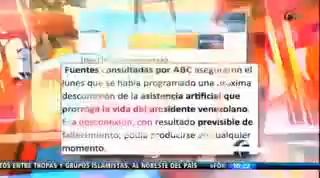 Fuentes consultadas por ABC aseguraron el
lunes que se había programado una próxima
desconexión de la asistencia artificial que
prorroga la vida del presidente venezolano.
Esa desconexión, con resultado previsible de
fallecimiento, podía producirse en cualquier
momento.
TOS ENTRE TROPAS Y GRUPOS ISLAMISTAS, AL NORESTE DEL PAÍS